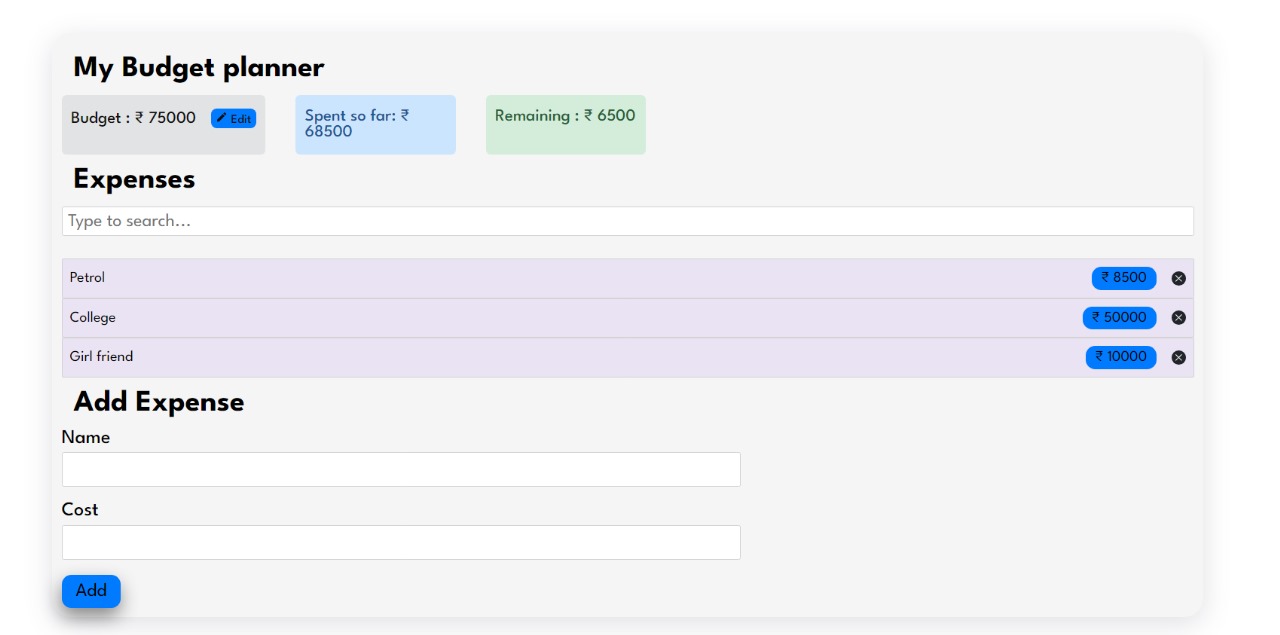 My Budget planner
Budget : ₹ 75000 Edit
Spent so far: ₹
68500
Remaining : ₹ 6500
Expenses
Type to search...
Petrol ₹ 8500
College ₹ 50000
Girl friend ₹ 10000
Add Expense
Name
Cost
Add